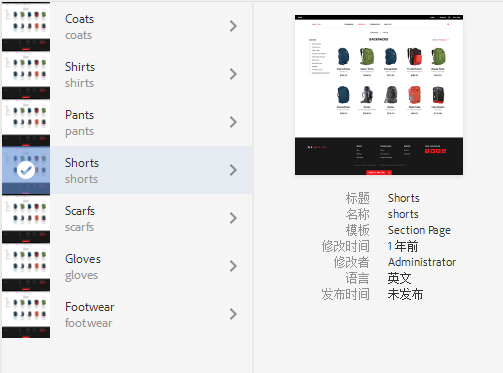 Coats
coats
Shirts
shirts
Pants
pants
Shorts
shorts
Scarfs
scarfs
Gloves
gloves
Footwear
footwear
BACKPACKS
标题 Shorts
名称 shorts
模板 Section Page
修改时间 1 年前
修改者 Administrator
语言 英文
发布时间 未发布